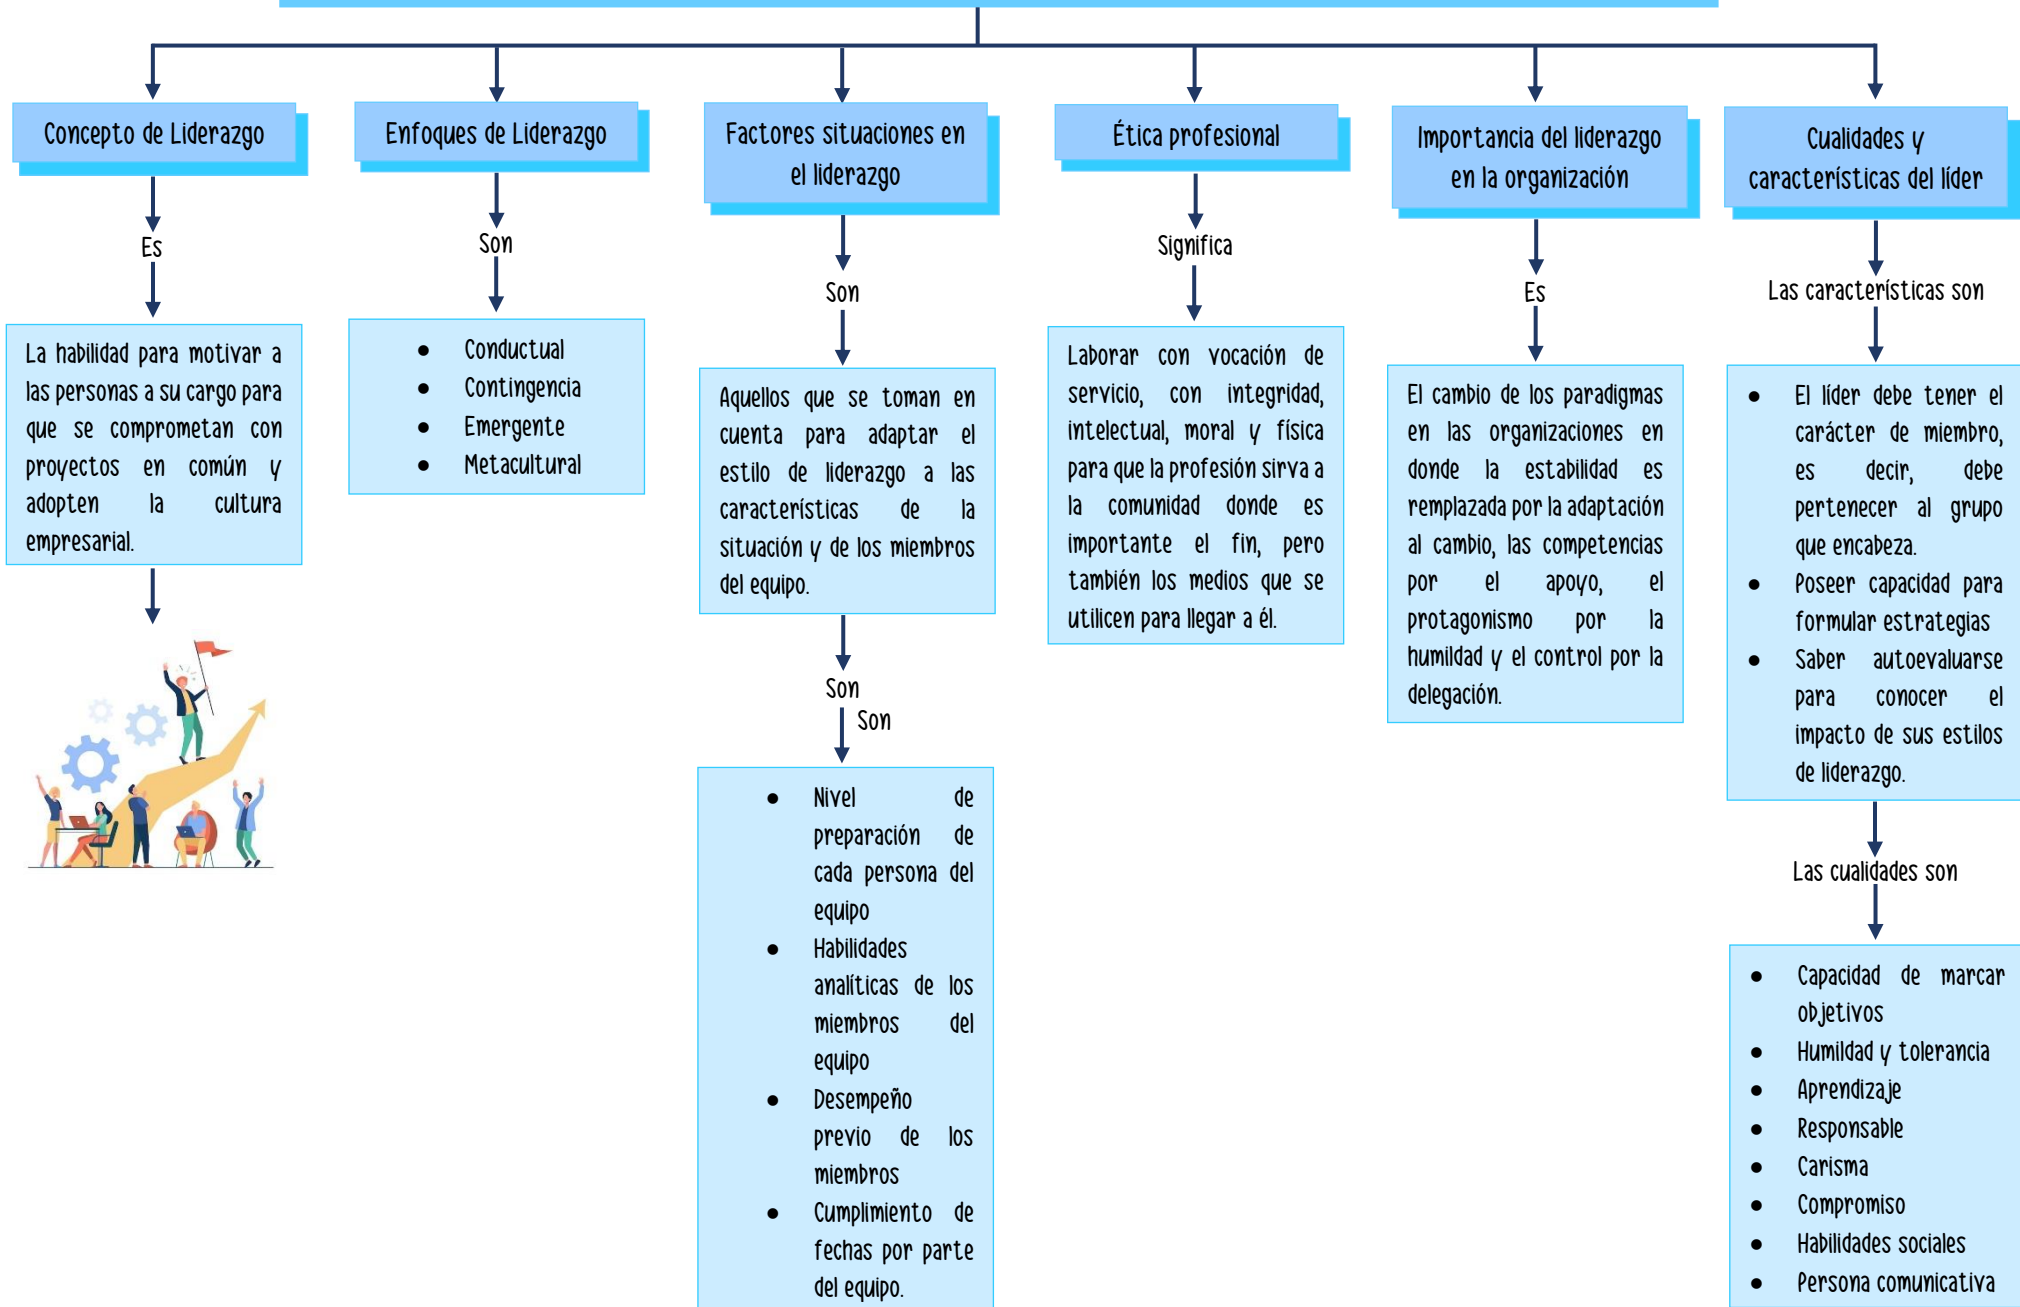 Concepto de Liderazgo
Es
La habilidad para motivar a
las personas a su cargo para
que se comprometan con
proyectos en común y
adopten la cultura
empresarial.
Enfoques de Liderazgo
Son
● Conductual
● Contingencia
● Emergente
● Metacultural
Factores situaciones en
el liderazgo
Son
Aquellos que se toman en
cuenta para adaptar el
estilo de liderazgo a las
características de la
situación y de los miembros
del equipo.
Son
Son
● Nivel de
preparación de
cada persona del
equipo
● Habilidades
analíticas de los
miembros del
equipo
● Desempeño
previo de los
miembros
● Cumplimiento de
fechas por parte
del equipo.
Ética profesional
Significa
Laborar con vocación de
servicio, con integridad,
intelectual, moral y física
para que la profesión sirva a
la comunidad donde es
importante el fin, pero
también los medios que se
utilicen para llegar a él.
Importancia del liderazgo
en la organización
Es
El cambio de los paradigmas
en las organizaciones en
donde la estabilidad es
remplazada por la adaptación
al cambio, las competencias
por el apoyo, el
protagonismo por la
humildad y el control por la
delegación.
Cualidades y
características del líder
Las características son
● El líder debe tener el
carácter de miembro,
es decir, debe
pertenecer al grupo
que encabeza.
● Poseer capacidad para
formular estrategias
● Saber autoevaluarse
para conocer el
impacto de sus estilos
de liderazgo.
Las cualidades son
● Capacidad de marcar
objetivos
● Humildad y tolerancia
● Aprendizaje
● Responsable
● Carisma
● Compromiso
● Habilidades sociales
● Persona comunicativa